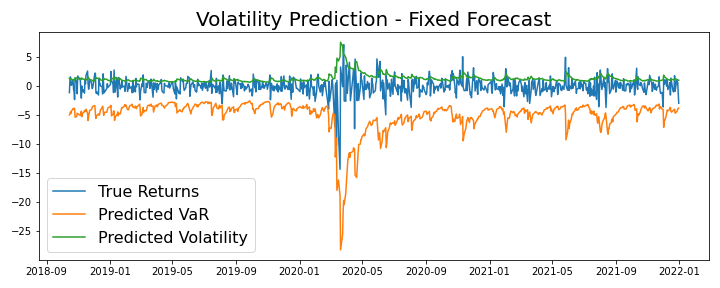 Volatility Prediction - Fixed Forecast
5
0
−5
−10
−15
−20
−25
True Returns
Predicted VaR
Predicted Volatility
2018-09 2019-01 2019-05 2019-09 2020-01 2020-05 2020-09 2021-01 2021-05 2021-09 2022-01